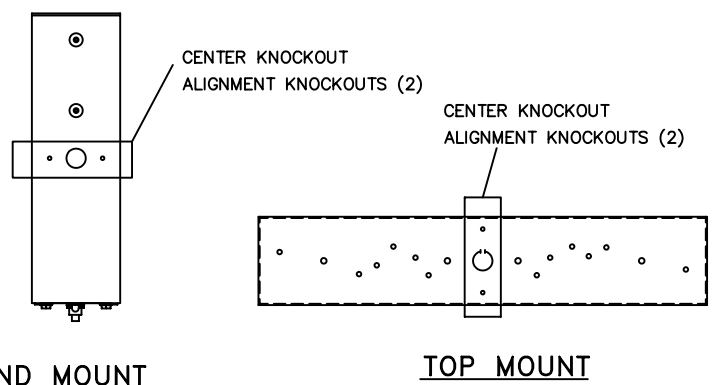 CENTER KNOCKOUT
ALIGNMENT KNOCKOUTS (2)
CENTER KNOCKOUT
ALIGNMENT KNOCKOUTS (2)
ND MOUNT
TOP MOUNT